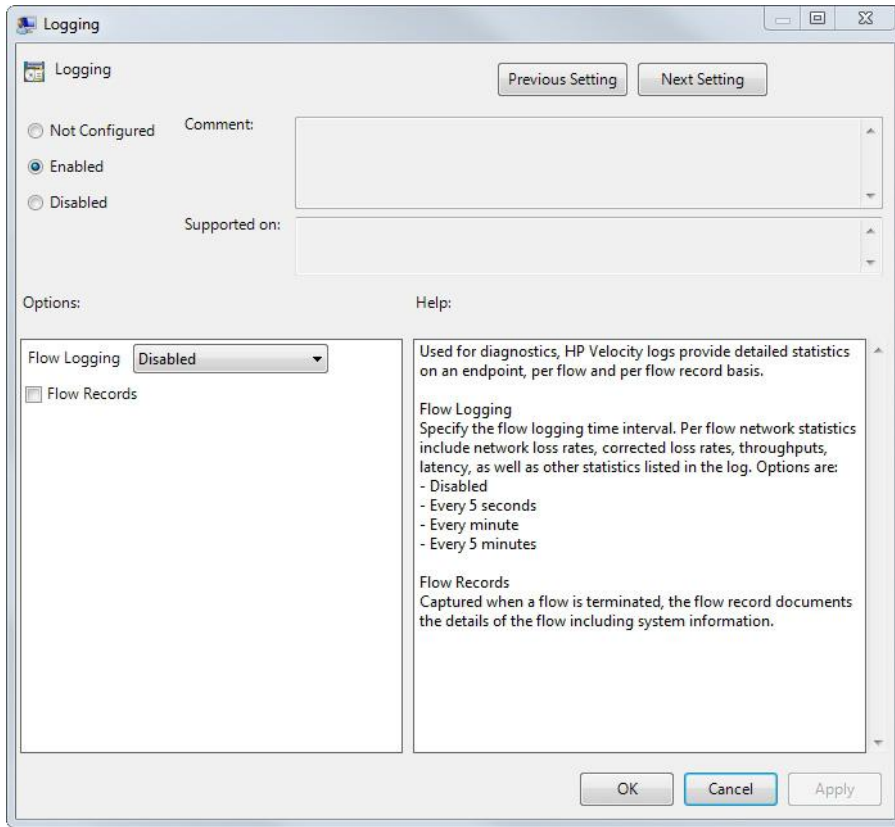 Logging
Logging
Previous Setting
Next Setting
Not Configured
Comment:
Enabled
Disabled
Supported on:
Options:
Help:
Flow Logging
Disabled
Flow Records
Used for diagnostics, HP Velocity logs provide detailed statistics
on an endpoint, per flow and per flow record basis.
Flow Logging
Specify the flow logging time interval. Per flow network statistics
include network loss rates, corrected loss rates, throughputs,
latency, as well as other statistics listed in the log. Options are:
- Disabled
- Every 5 seconds
- Every minute
- Every 5 minutes
Flow Records
Captured when a flow is terminated, the flow record documents
the details of the flow including system information.
OK
Cancel
Apply